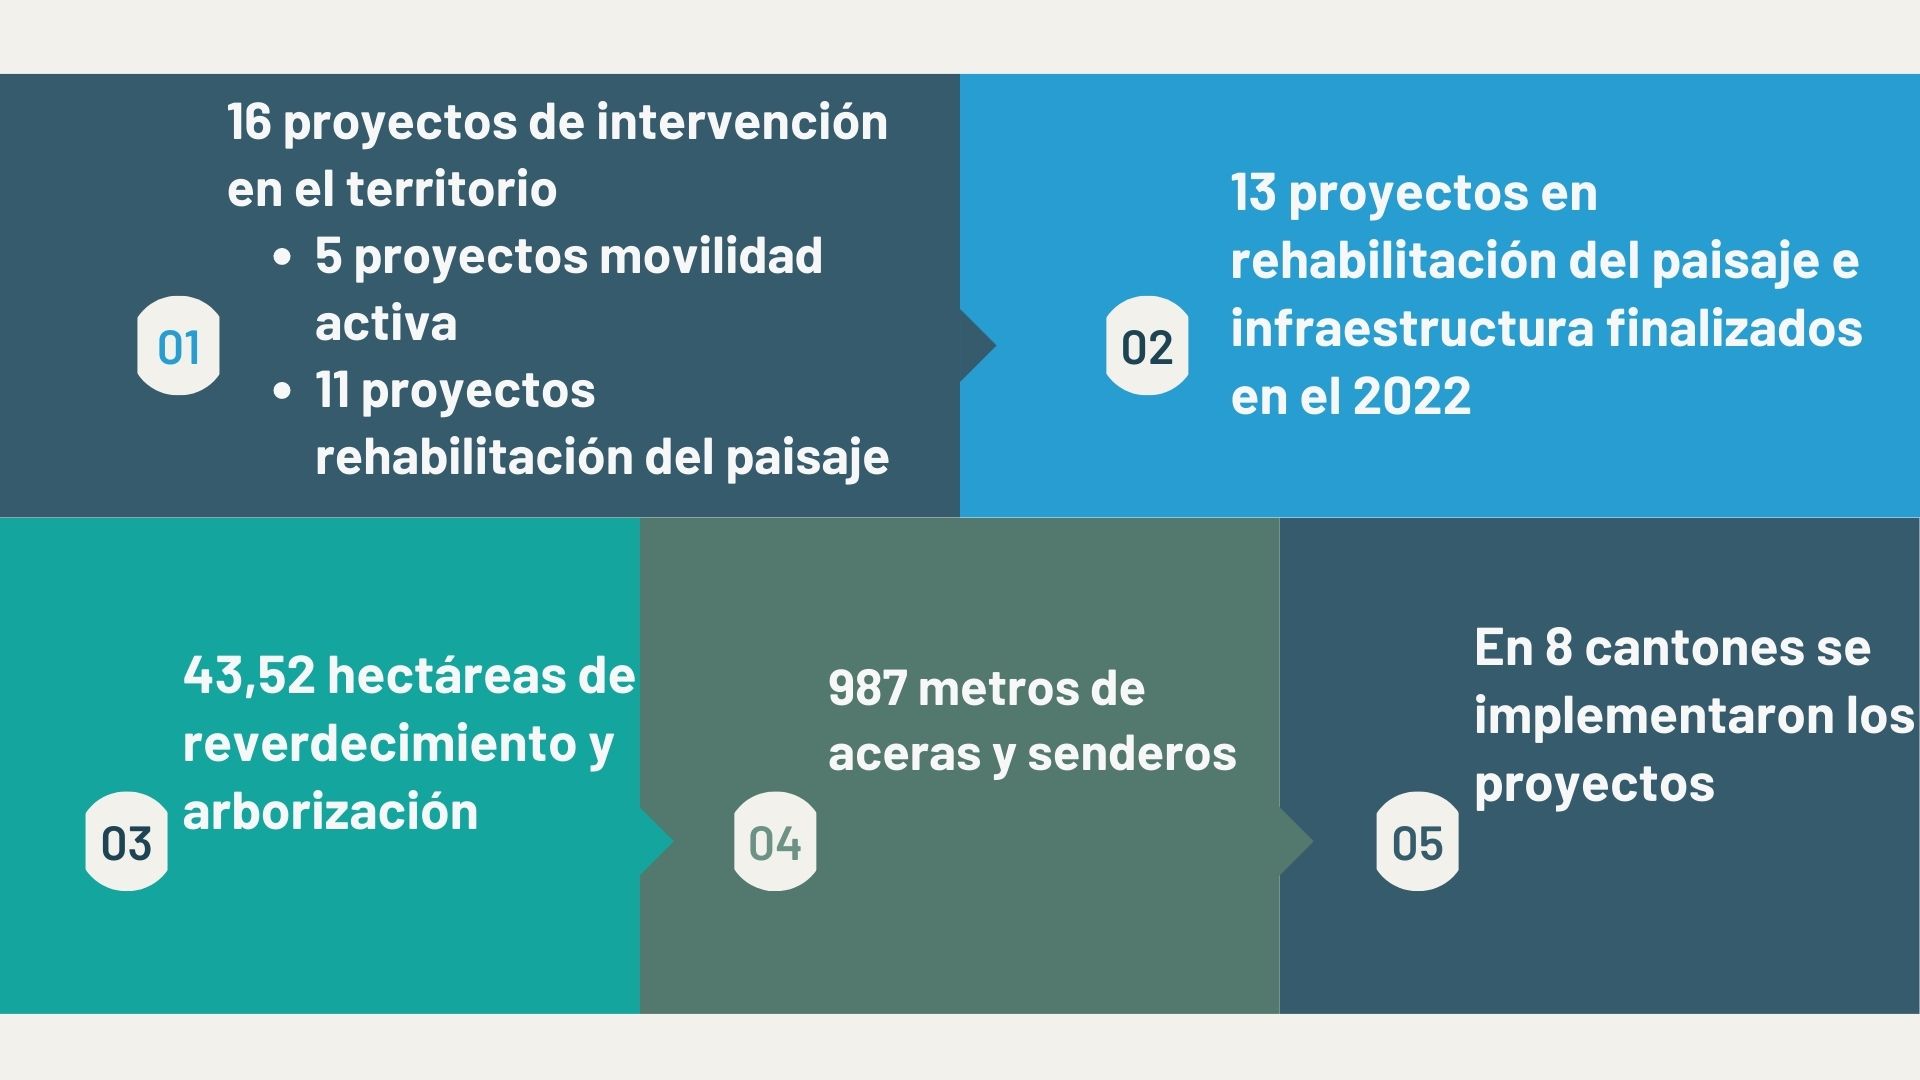 16 proyectos de intervención
en el territorio
• 5 proyectos movilidad
activa
• 11 proyectos
rehabilitación del paisaje
01
13 proyectos en
rehabilitación del paisaje e
infraestructura finalizados
en el 2022
02
43,52 hectáreas de
reverdecimiento y
arborización
03
987 metros de
aceras y senderos
04
En 8 cantones se
implementaron los
proyectos
05